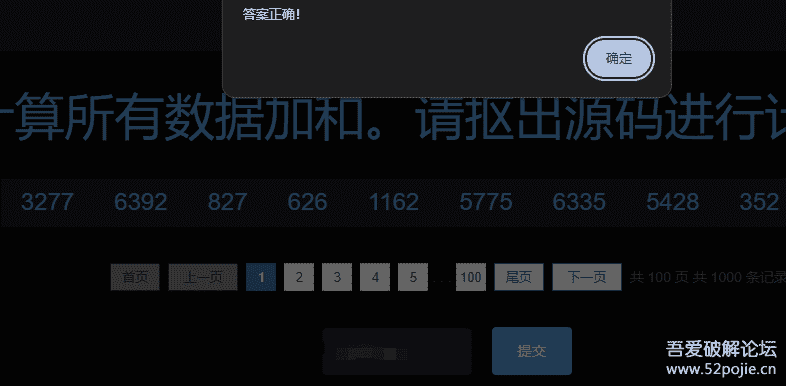 答案正确!
确定
计算所有数据加和。请抠出源码进行计
3277 6392 827 626 1162 5775 6335 5428 352
首页 上一页 1 2 3 4 5 ... 100 尾页 下一页 共 100 页 共 1000 条记录
提交
吾爱破解论坛
www.52pojie.cn